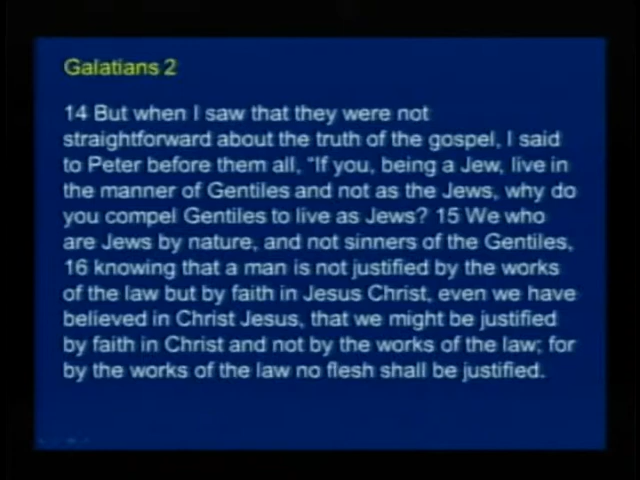 Galatians 2
14 But when I saw that they were not
straightforward about the truth of the gospel, I said
to Peter before them all, "If you, being a Jew, live in
the manner of Gentiles and not as the Jews, why do
you compel Gentiles to live as Jews? 15 We who
are Jews by nature, and not sinners of the Gentiles,
16 knowing that a man is not justified by the works
of the law but by faith in Jesus Christ, even we have
believed in Christ Jesus, that we might be justified
by faith in Christ and not by the works of the law; for
by the works of the law no flesh shall be justified.